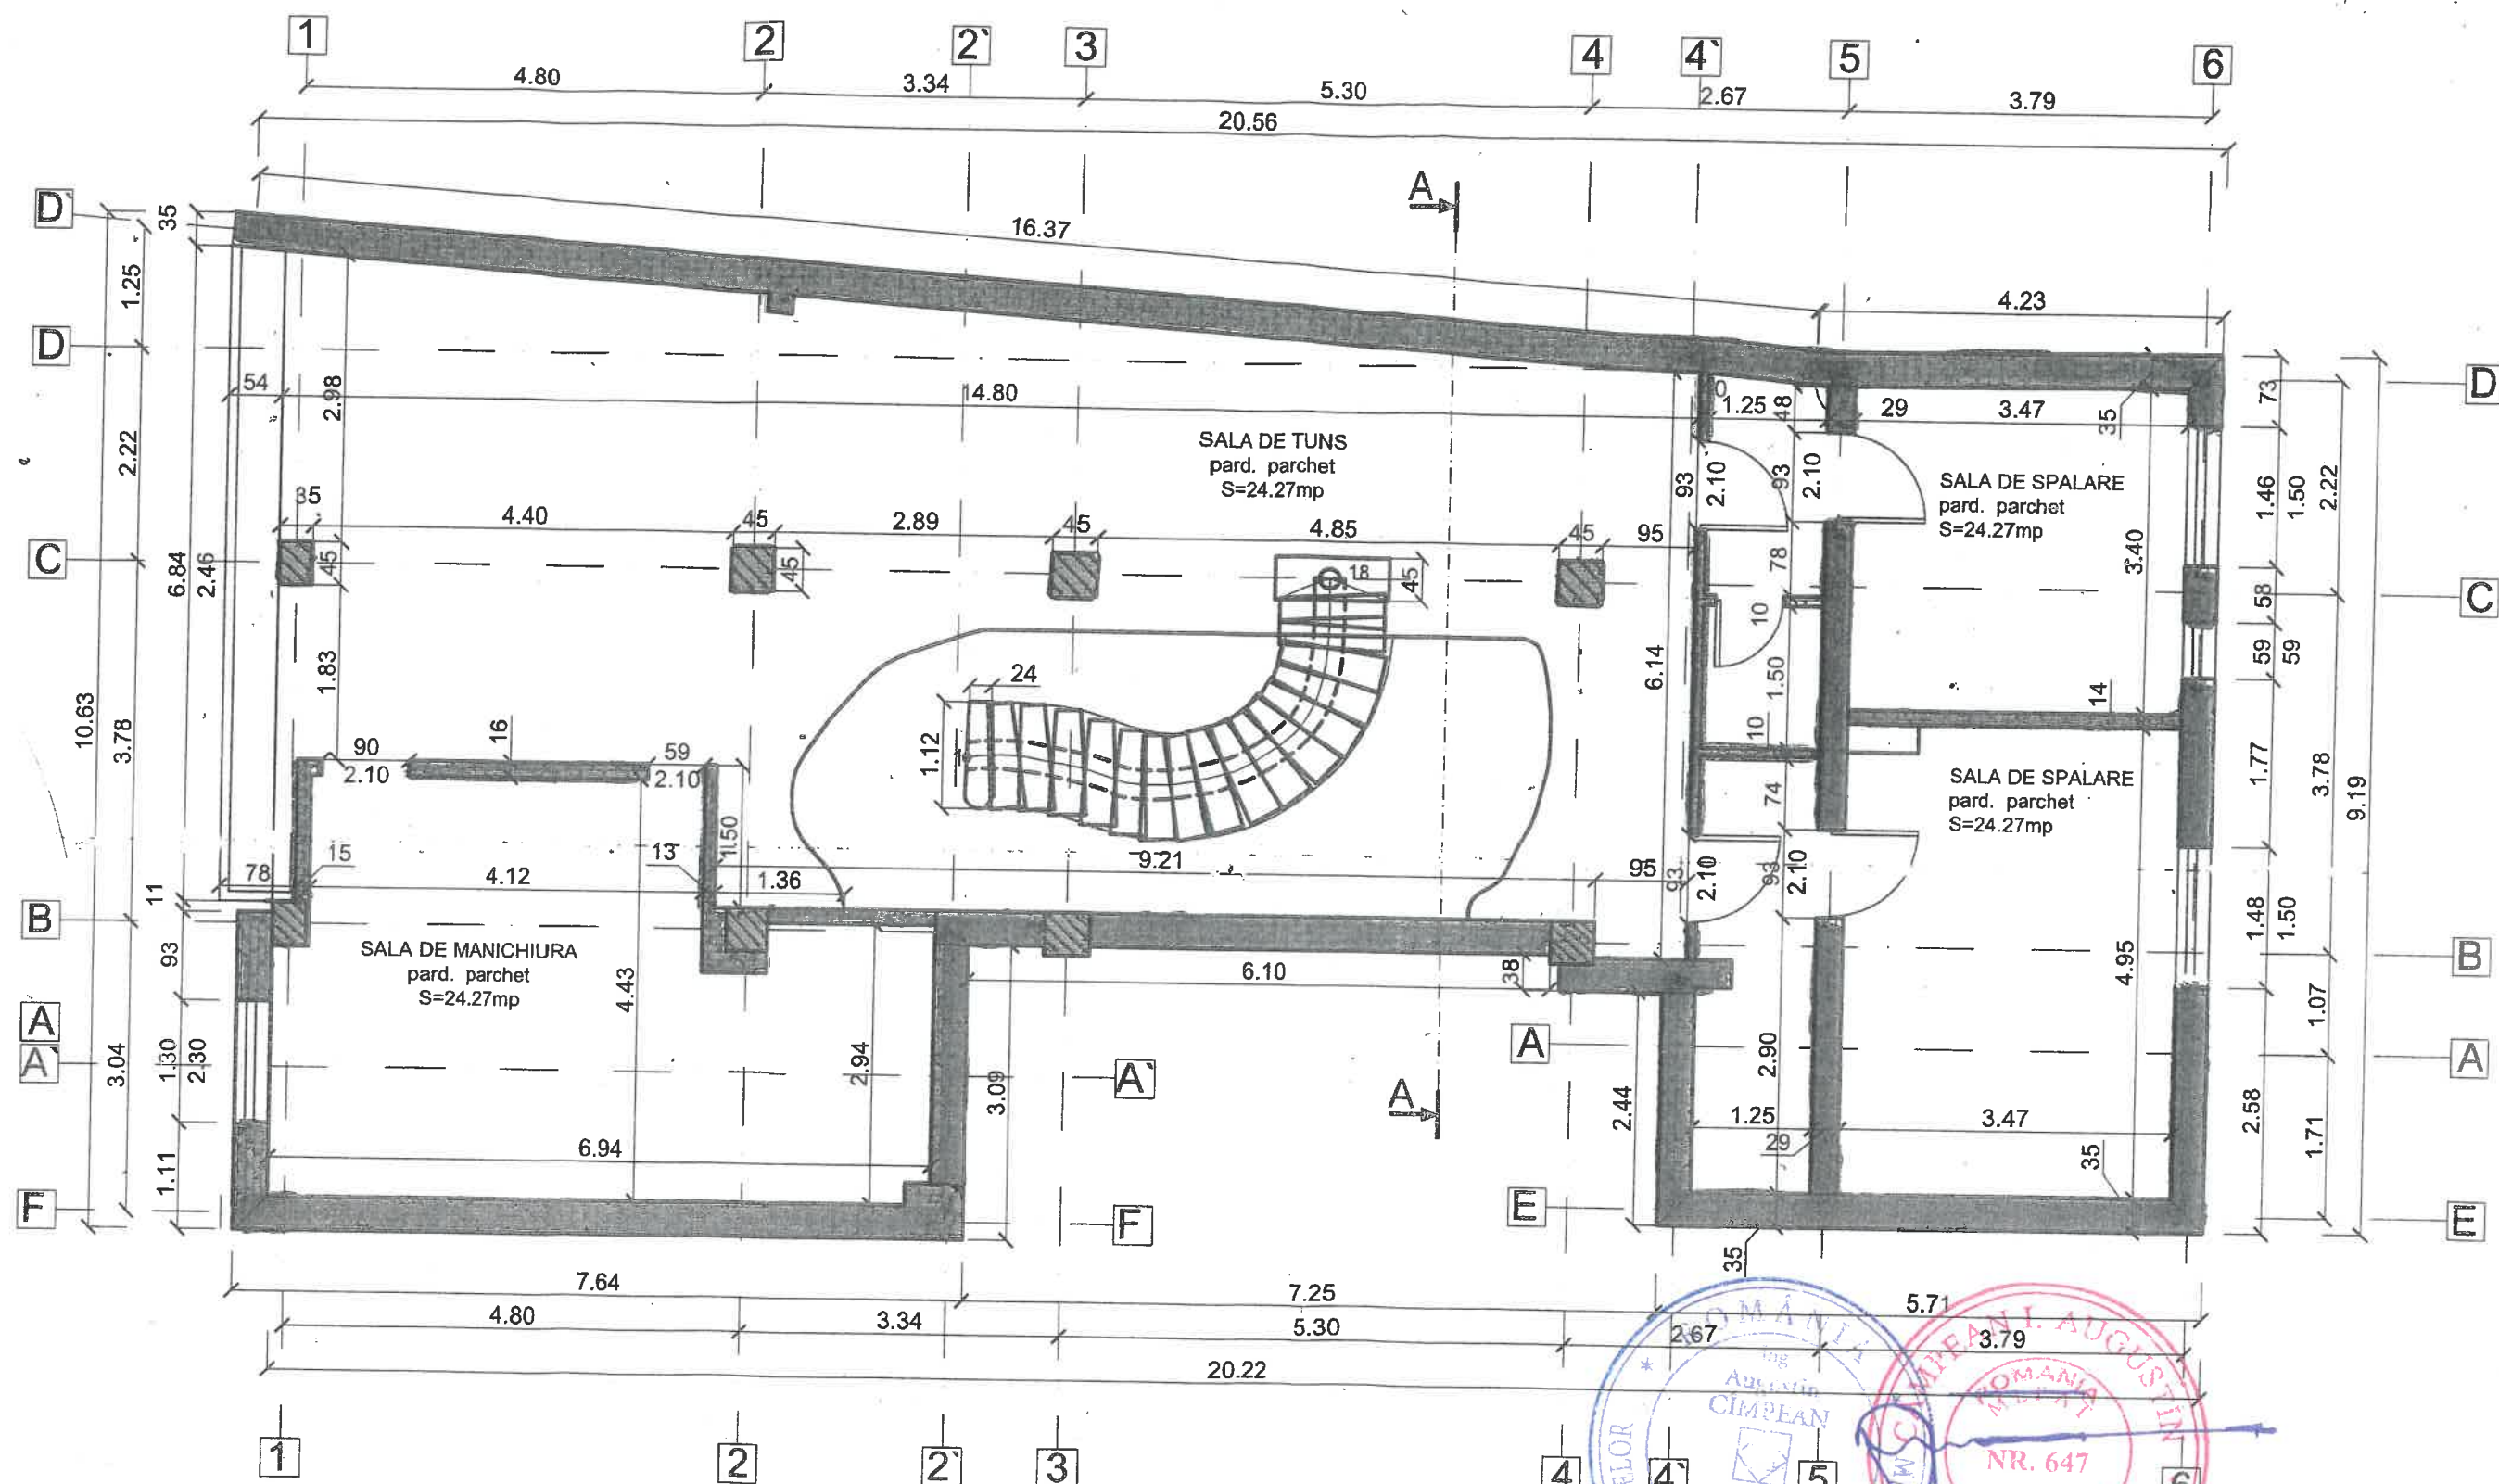 1 2 2` 3 4 4` 5 6
4.80 3.34 5.30 2.67 3.79
20.56
16.37
4.23
A
D` 35
1.25
D D
54 2.98 14.80 1.25 48 29 3.47 35 73
SALA DE TUNS
pard. parchet
S=24.27mp
2.22
93 2.10 93 2.10
SALA DE SPALARE
pard. parchet
S=24.27mp
1.46 1.50 2.22
35 4.40 45 2.89 45 4.85 45 95
C 45 45 18 45 78 3.40 58 C
6.84 2.46
10 59 59
1.83 24 6.14 1.50 14
10.63 3.78
90 16 59 1.12 10
2.10 2.10
1.77 3.78 9.19
SALA DE SPALARE
pard. parchet
S=24.27mp
74
1.50
15 13 9.21
78 4.12 1.36 95 93 2.10 93 2.10
11
B 1.48 1.50 B
93
SALA DE MANICHIURA
pard. parchet
S=24.27mp
4.43 6.10 38 4.95
A A 1.07
A` 3.04 1.30 2.30 2.94 3.09 A` A 2.44 2.90 A
2.58 1.71
1.25 3.47
1.11 6.94 29 35
F F E E
35
7.64 7.25 5.71
4.80 3.34 5.30 2.67 3.79
20.22
1 2 2` 3 4 4` 5 6
ROMÂNIA
ing
Augustin
CÎMPEAN
CAMPEAN I. AUGUSTIN
ROMANIA
NR. 647